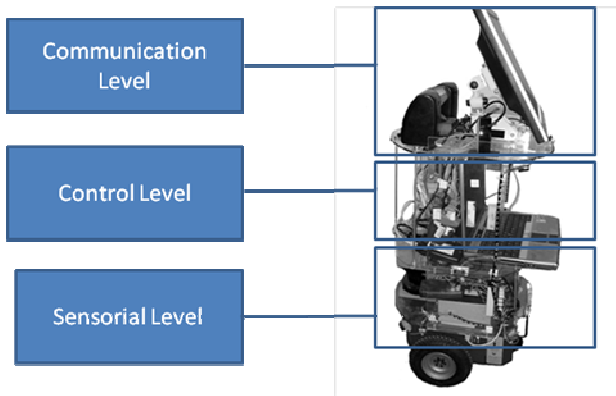 Communication
Level
Control Level
Sensorial Level